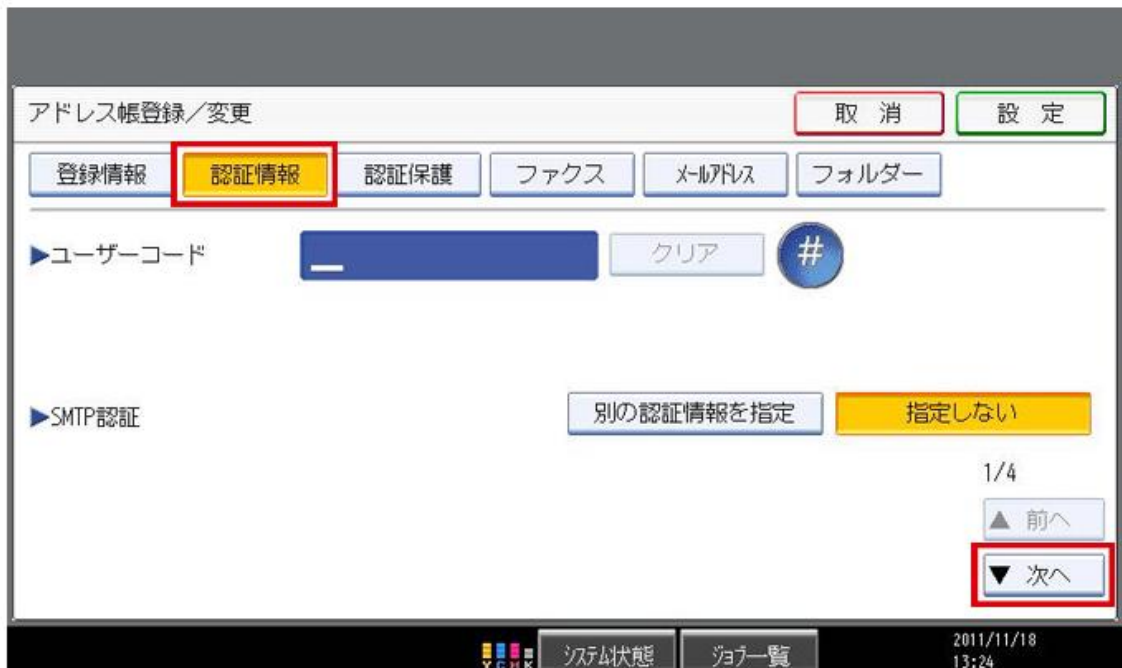 アドレス帳登録／変更
取 消
設 定
登録情報
認証情報
認証保護
ファクス
ﾒｰﾙｱﾄﾞﾚｽ
フォルダー
▶ユーザーコード
クリア
#
▶SMTP認証
別の認証情報を指定
指定しない
1/4
▲ 前へ
▼ 次へ
Y C M K
ｼｽﾃﾑ状態
ｼﾞｮﾌﾞ一覧
2011/11/18
13:24